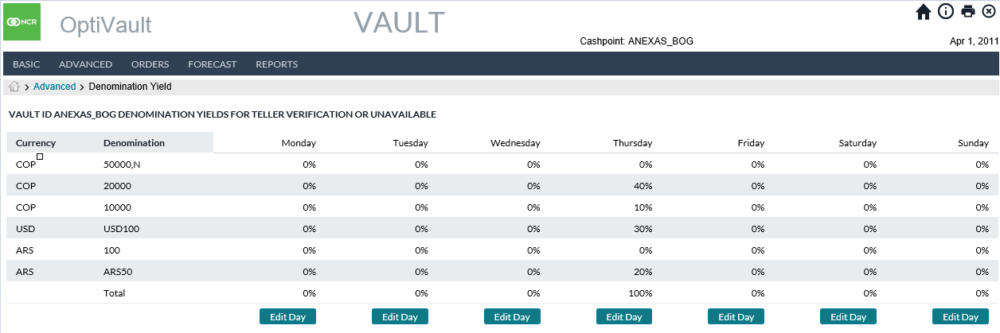 NCR OptiVault VAULT
Cashpoint: ANEXAS_BOG Apr 1, 2011
BASIC ADVANCED ORDERS FORECAST REPORTS
Advanced > Denomination Yield
VAULT ID ANEXAS_BOG DENOMINATION YIELDS FOR TELLER VERIFICATION OR UNAVAILABLE
Currency Denomination Monday Tuesday Wednesday Thursday Friday Saturday Sunday
COP 50000,N 0% 0% 0% 0% 0% 0% 0%
COP 20000 0% 0% 0% 40% 0% 0% 0%
COP 10000 0% 0% 0% 10% 0% 0% 0%
USD USD100 0% 0% 0% 30% 0% 0% 0%
ARS 100 0% 0% 0% 0% 0% 0% 0%
ARS ARS50 0% 0% 0% 20% 0% 0% 0%
Total 0% 0% 0% 100% 0% 0% 0%
Edit Day Edit Day Edit Day Edit Day Edit Day Edit Day Edit Day